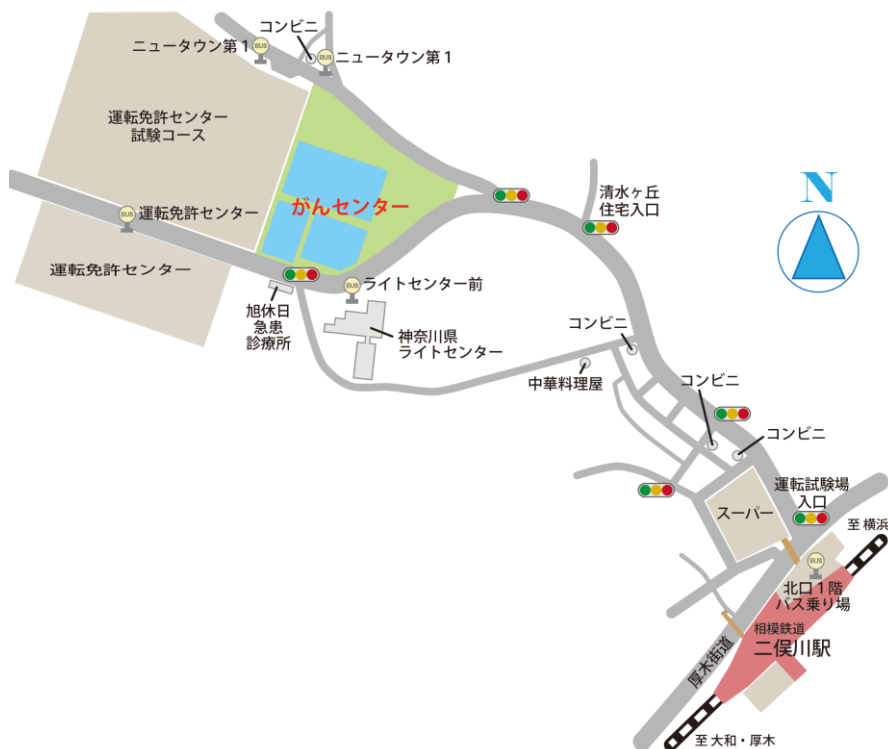 コンビニ
ニュータウン第1
BUS
BUS
ニュータウン第1
運転免許センター
試験コース
がんセンター
清水ヶ丘
住宅入口
N
BUS
運転免許センター
運転免許センター
BUS
ライトセンター前
旭休日
急患
診療所
神奈川県
ライトセンター
コンビニ
中華料理屋
コンビニ
コンビニ
運転試験場
入口
スーパー
至 横浜
BUS
北口1階
バス乗り場
相模鉄道
二俣川駅
厚木街道
至 大和・厚木